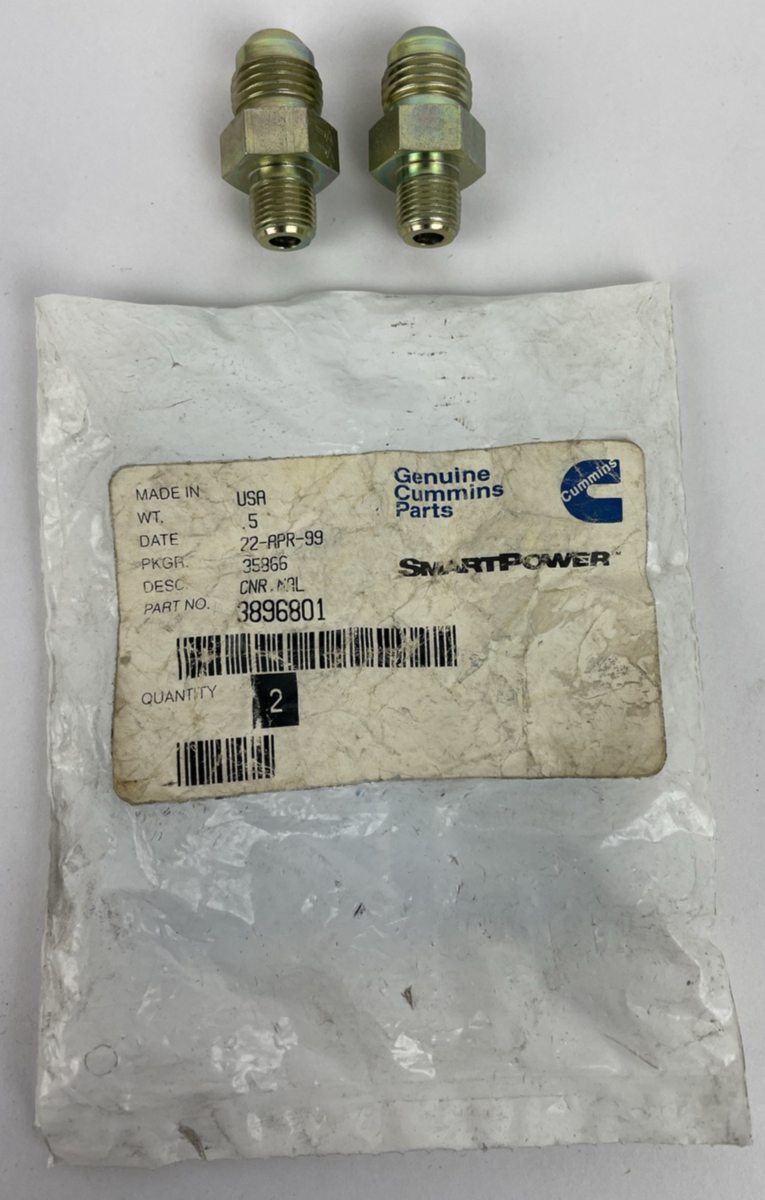 MADE IN USA
WT. .5
DATE 22-APR-99
PKGR. 35866
DESC. CNR,MAL
PART NO. 3896801
QUANTITY 2
Genuine
Cummins
Parts
Cummins
SMARTPOWER™